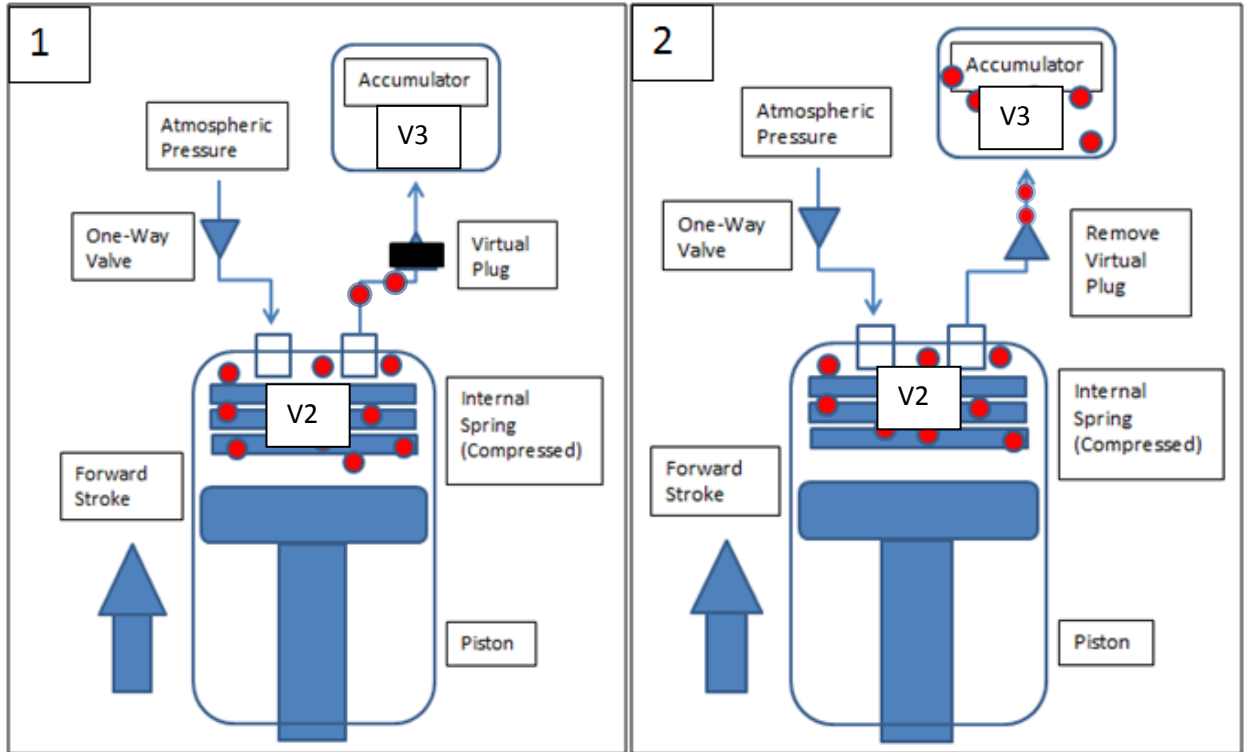 1
Accumulator
V3
Atmospheric
Pressure
One-Way
Valve
Virtual
Plug
V2
Internal
Spring
(Compressed)
Forward
Stroke
Piston
2
Accumulator
V3
Atmospheric
Pressure
One-Way
Valve
Remove
Virtual
Plug
V2
Internal
Spring
(Compressed)
Forward
Stroke
Piston